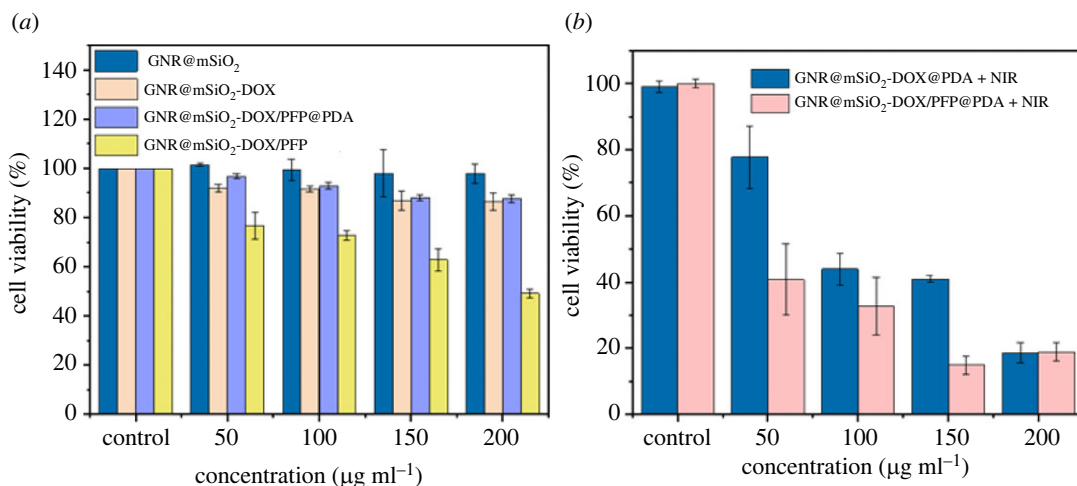 (a)
140
120
100
80
60
40
20
0
cell viability (%)
GNR@mSiO₂
GNR@mSiO₂-DOX
GNR@mSiO₂-DOX/PFP@PDA
GNR@mSiO₂-DOX/PFP
control 50 100 150 200
concentration (µg ml⁻¹)
(b)
100
80
60
40
20
0
cell viability (%)
GNR@mSiO₂-DOX@PDA + NIR
GNR@mSiO₂-DOX/PFP@PDA + NIR
control 50 100 150 200
concentration (µg ml⁻¹)